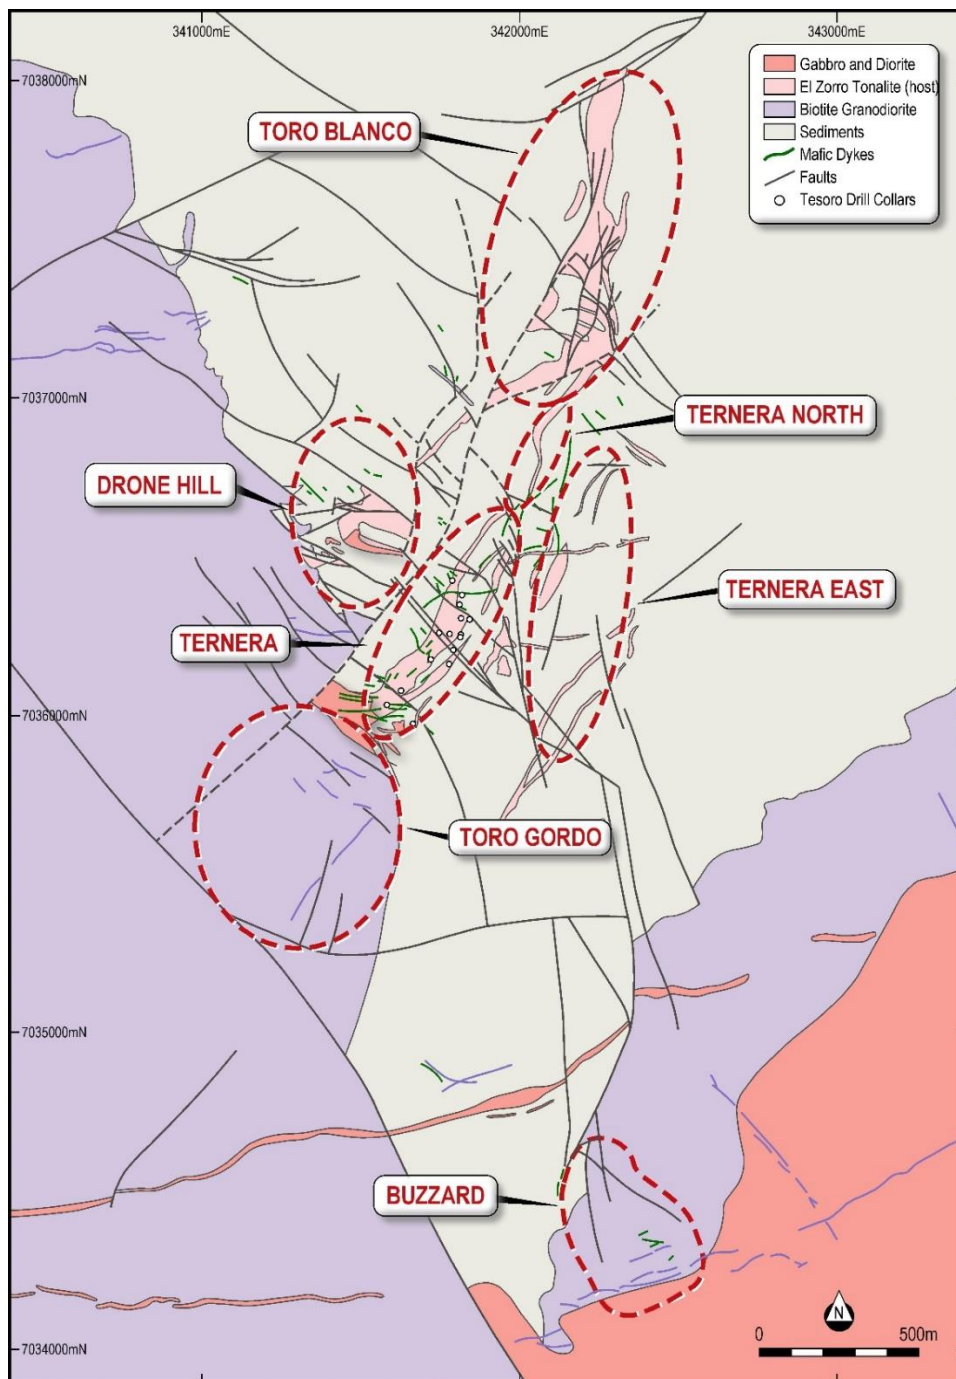 341000mE
342000mE
343000mE
7038000mN
Gabbro and Diorite
El Zorro Tonalite (host)
Biotite Granodiorite
Sediments
Mafic Dykes
Faults
Tesoro Drill Collars
TORO BLANCO
7037000mN
TERNERA NORTH
DRONE HILL
TERNERA EAST
TERNERA
7036000mN
TORO GORDO
7035000mN
BUZZARD
N
0
500m
7034000mN